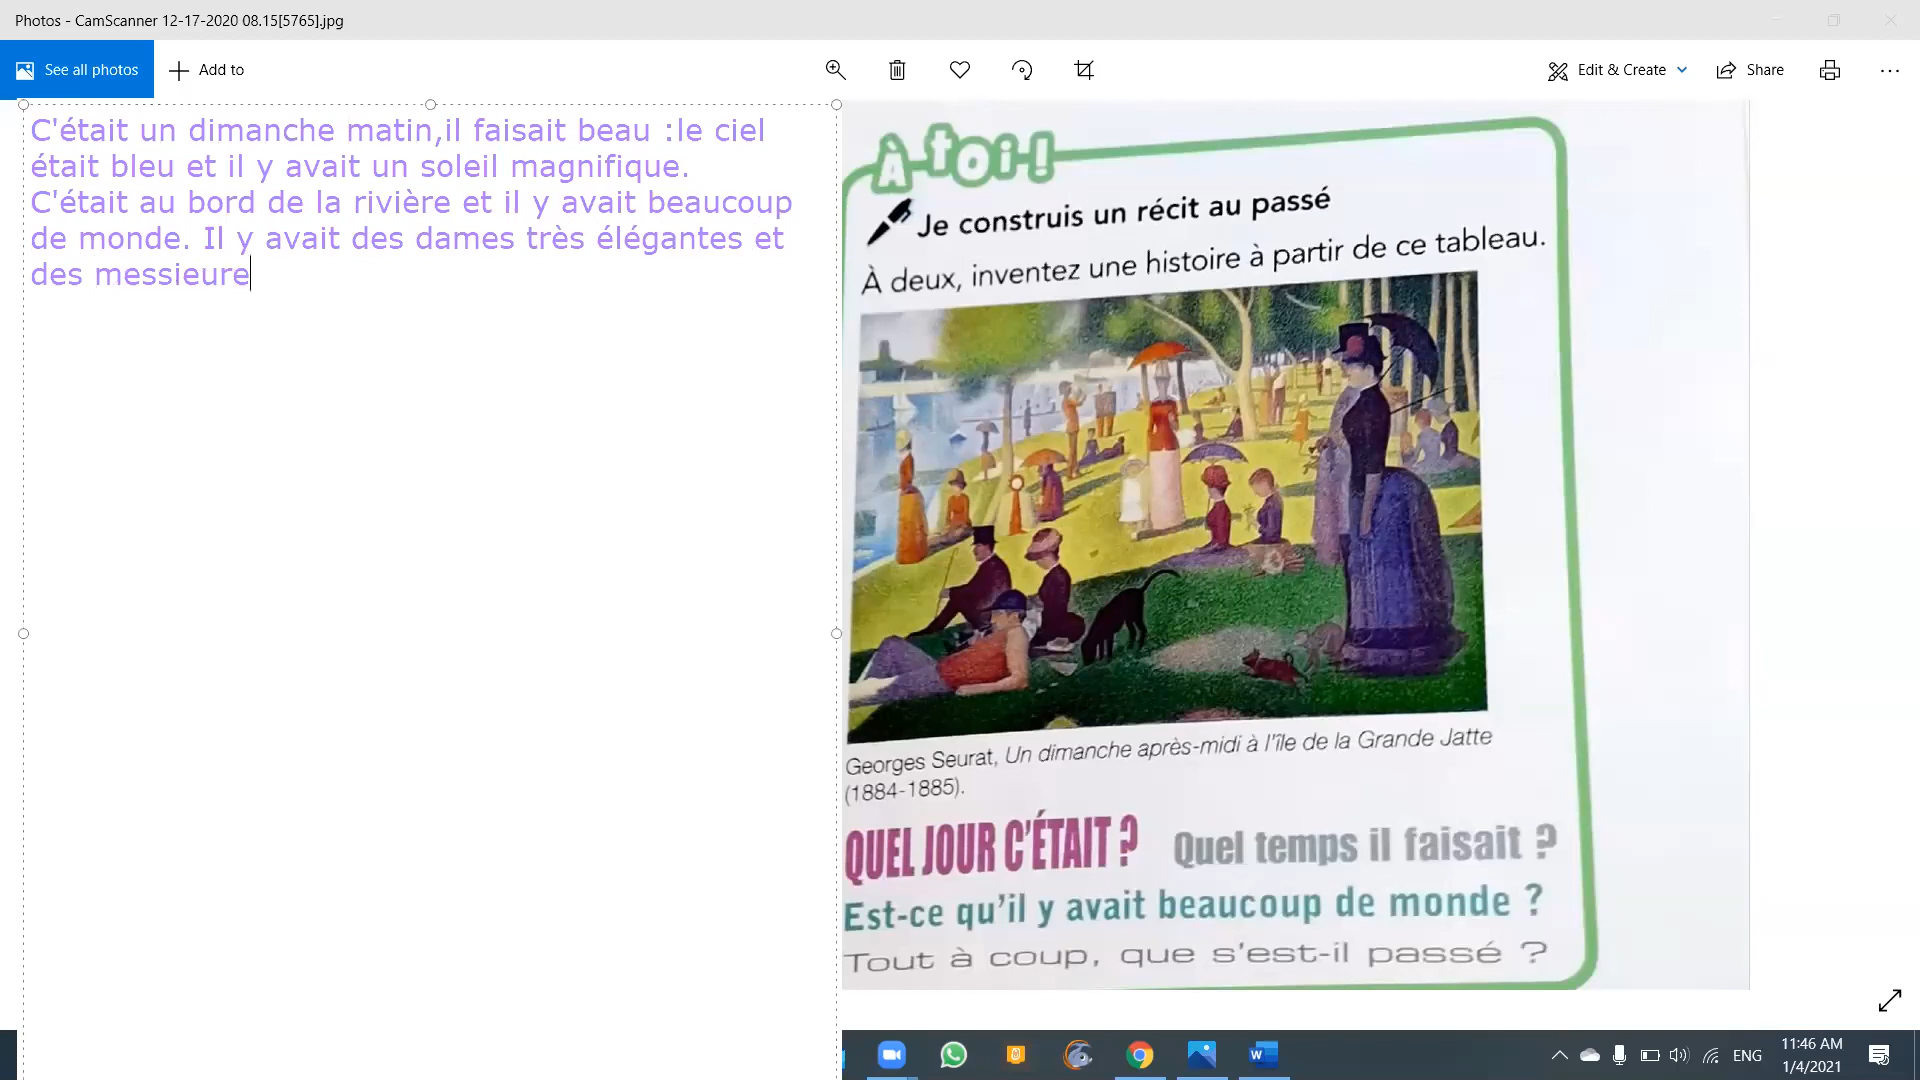 Photos - CamScanner 12-17-2020 08.15[5765].jpg
See all photos
Add to
Edit & Create
Share
C'était un dimanche matin,il faisait beau :le ciel
était bleu et il y avait un soleil magnifique.
C'était au bord de la rivière et il y avait beaucoup
de monde. Il y avait des dames très élégantes et
des messieure
À toi !
Je construis un récit au passé
À deux, inventez une histoire à partir de ce tableau.
Georges Seurat, Un dimanche après-midi à l'île de la Grande Jatte
(1884-1885).
QUEL JOUR C'ÉTAIT ?
Quel temps il faisait ?
Est-ce qu'il y avait beaucoup de monde ?
Tout à coup, que s'est-il passé ?
ENG
11:46 AM
1/4/2021